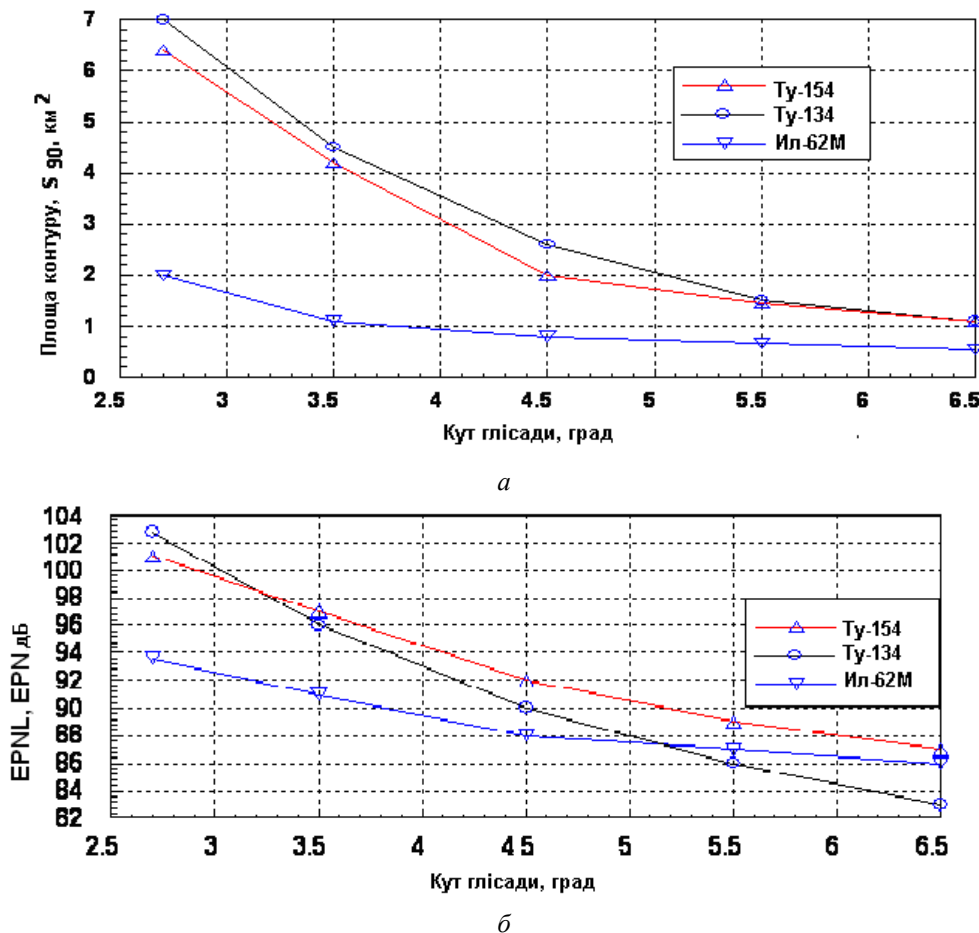 7
6
5
4
3
2
1
0
Площа контуру, S 90, км 2
Ту-154
Ту-134
Ил-62М
2.5 3 3.5 4 4.5 5 5.5 6 6.5
Кут глісади, град
а
104
102
100
98
96
94
92
90
88
86
84
82
EPNL, EPN дБ
Ту-154
Ту-134
Ил-62М
2.5 3 3.5 4 4 5 5 5.5 6 6.5
Кут глісади, град
б